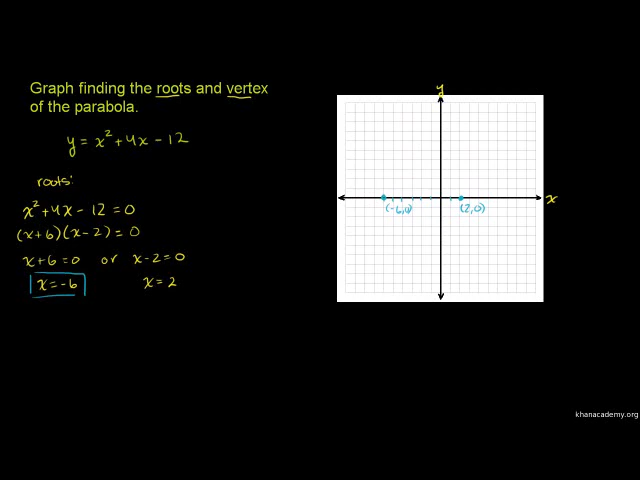 Graph finding the roots and vertex
of the parabola.
y = x² + 4x - 12
roots:
x² + 4x - 12 = 0
(x+6)(x-2) = 0
x+6=0 or x-2=0
x=-6 x=2
y
x
(-6,0) (2,0)
khanacademy.org